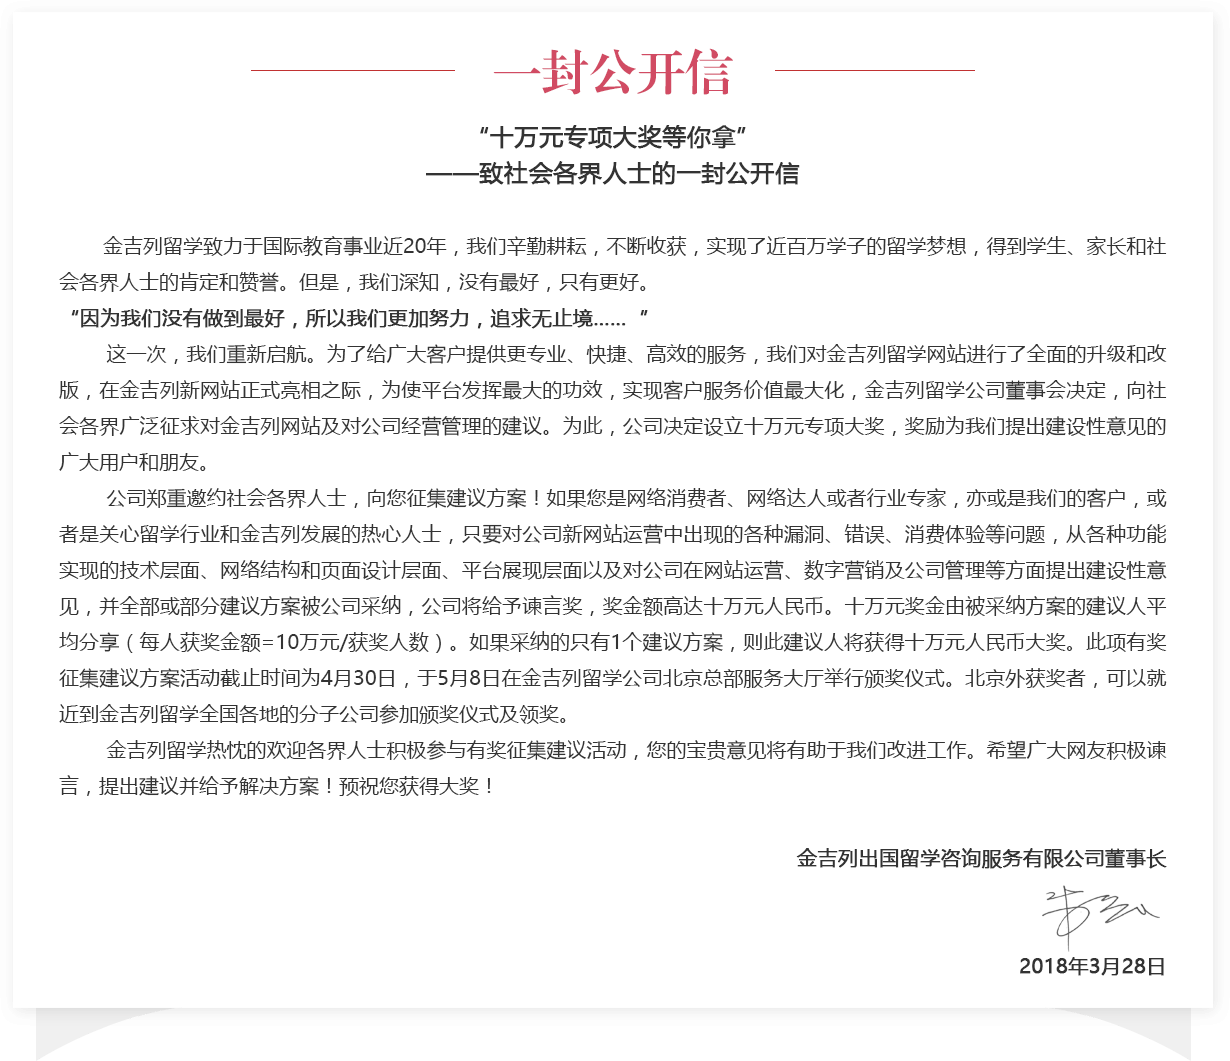 一封公开信
“十万元专项大奖等你拿”
——致社会各界人士的一封公开信
金吉列留学致力于国际教育事业近20年，我们辛勤耕耘，不断收获，实现了近百万学子的留学梦想，得到学生、家长和社
会各界人士的肯定和赞誉。但是，我们深知，没有最好，只有更好。
“因为我们没有做到最好，所以我们更加努力，追求无止境……  ”
这一次，我们重新启航。为了给广大客户提供更专业、快捷、高效的服务，我们对金吉列留学网站进行了全面的升级和改
版，在金吉列新网站正式亮相之际，为使平台发挥最大的功效，实现客户服务价值最大化，金吉列留学公司董事会决定，向社
会各界广泛征求对金吉列网站及对公司经营管理的建议。为此，公司决定设立十万元专项大奖，奖励为我们提出建设性意见的
广大用户和朋友。
公司郑重邀约社会各界人士，向您征集建议方案！如果您是网络消费者、网络达人或者行业专家，亦或是我们的客户，或
者是关心留学行业和金吉列发展的热心人士，只要对公司新网站运营中出现的各种漏洞、错误、消费体验等问题，从各种功能
实现的技术层面、网络结构和页面设计层面、平台展现层面以及对公司在网站运营、数字营销及公司管理等方面提出建设性意
见，并全部或部分建议方案被公司采纳，公司将给予谏言奖，奖金额高达十万元人民币。十万元奖金由被采纳方案的建议人平
均分享（每人获奖金额=10万元/获奖人数）。如果采纳的只有1个建议方案，则此建议人将获得十万元人民币大奖。此项有奖
征集建议方案活动截止时间为4月30日，于5月8日在金吉列留学公司北京总部服务大厅举行颁奖仪式。北京外获奖者，可以就
近到金吉列留学全国各地的分子公司参加颁奖仪式及领奖。
金吉列留学热忱的欢迎各界人士积极参与有奖征集建议活动，您的宝贵意见将有助于我们改进工作。希望广大网友积极谏
言，提出建议并给予解决方案！预祝您获得大奖！
金吉列出国留学咨询服务有限公司董事长
2018年3月28日